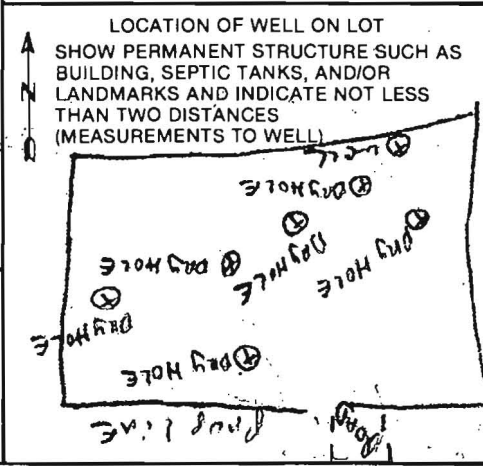 LOCATION OF WELL ON LOT
SHOW PERMANENT STRUCTURE SUCH AS
BUILDING, SEPTIC TANKS, AND/OR
LANDMARKS AND INDICATE NOT LESS
THAN TWO DISTANCES
(MEASUREMENTS TO WELL)
N
WELL
DRY HOLE
DRY HOLE
DRY HOLE
DRY HOLE
DRY HOLE
DRY HOLE
PROP LINE
ROAD